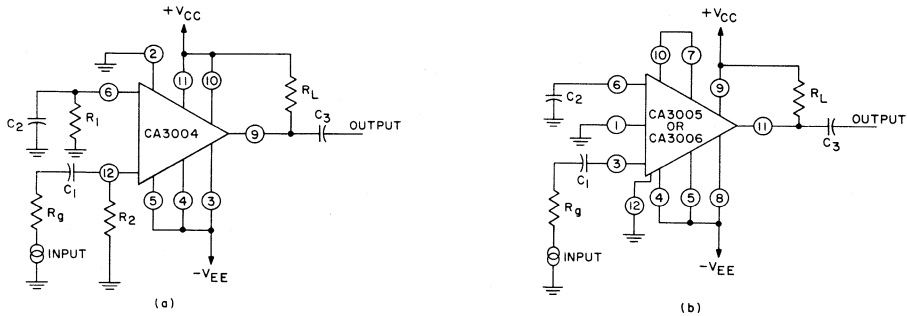 +VCC
2
11
10
6
RL
C3
C2
R1
CA3004
9
OUTPUT
12
C1
Rg
R2
5
4
3
INPUT
-VEE
(a)
+VCC
10
7
6
9
RL
C2
CA3005
OR
CA3006
1
11
OUTPUT
C3
3
C1
Rg
12
4
5
8
INPUT
-VEE
(b)